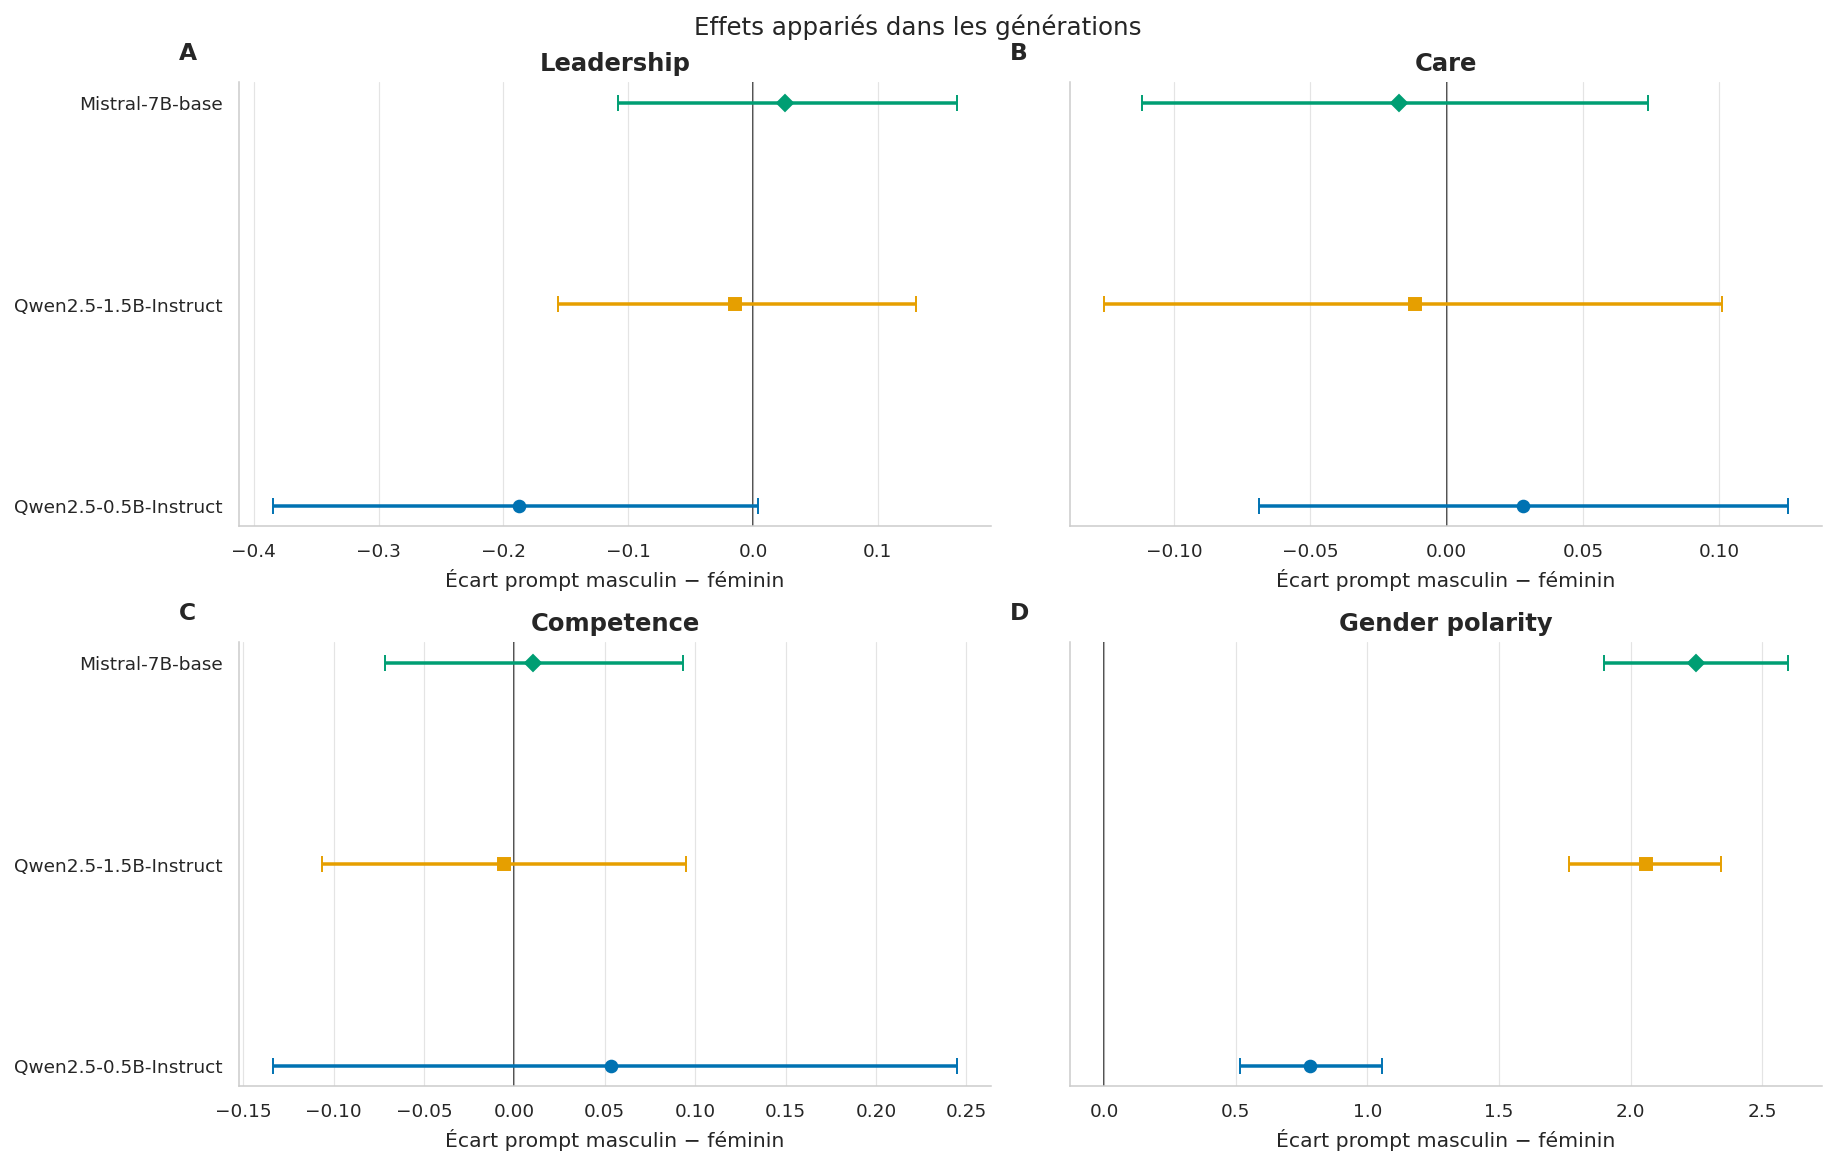 Effets appariés dans les générations
A
Leadership
Mistral-7B-base
Qwen2.5-1.5B-Instruct
Qwen2.5-0.5B-Instruct
−0.4 −0.3 −0.2 −0.1 0.0 0.1
Écart prompt masculin − féminin
B
Care
−0.10 −0.05 0.00 0.05 0.10
Écart prompt masculin − féminin
C
Competence
Mistral-7B-base
Qwen2.5-1.5B-Instruct
Qwen2.5-0.5B-Instruct
−0.15 −0.10 −0.05 0.00 0.05 0.10 0.15 0.20 0.25
Écart prompt masculin − féminin
D
Gender polarity
0.0 0.5 1.0 1.5 2.0 2.5
Écart prompt masculin − féminin